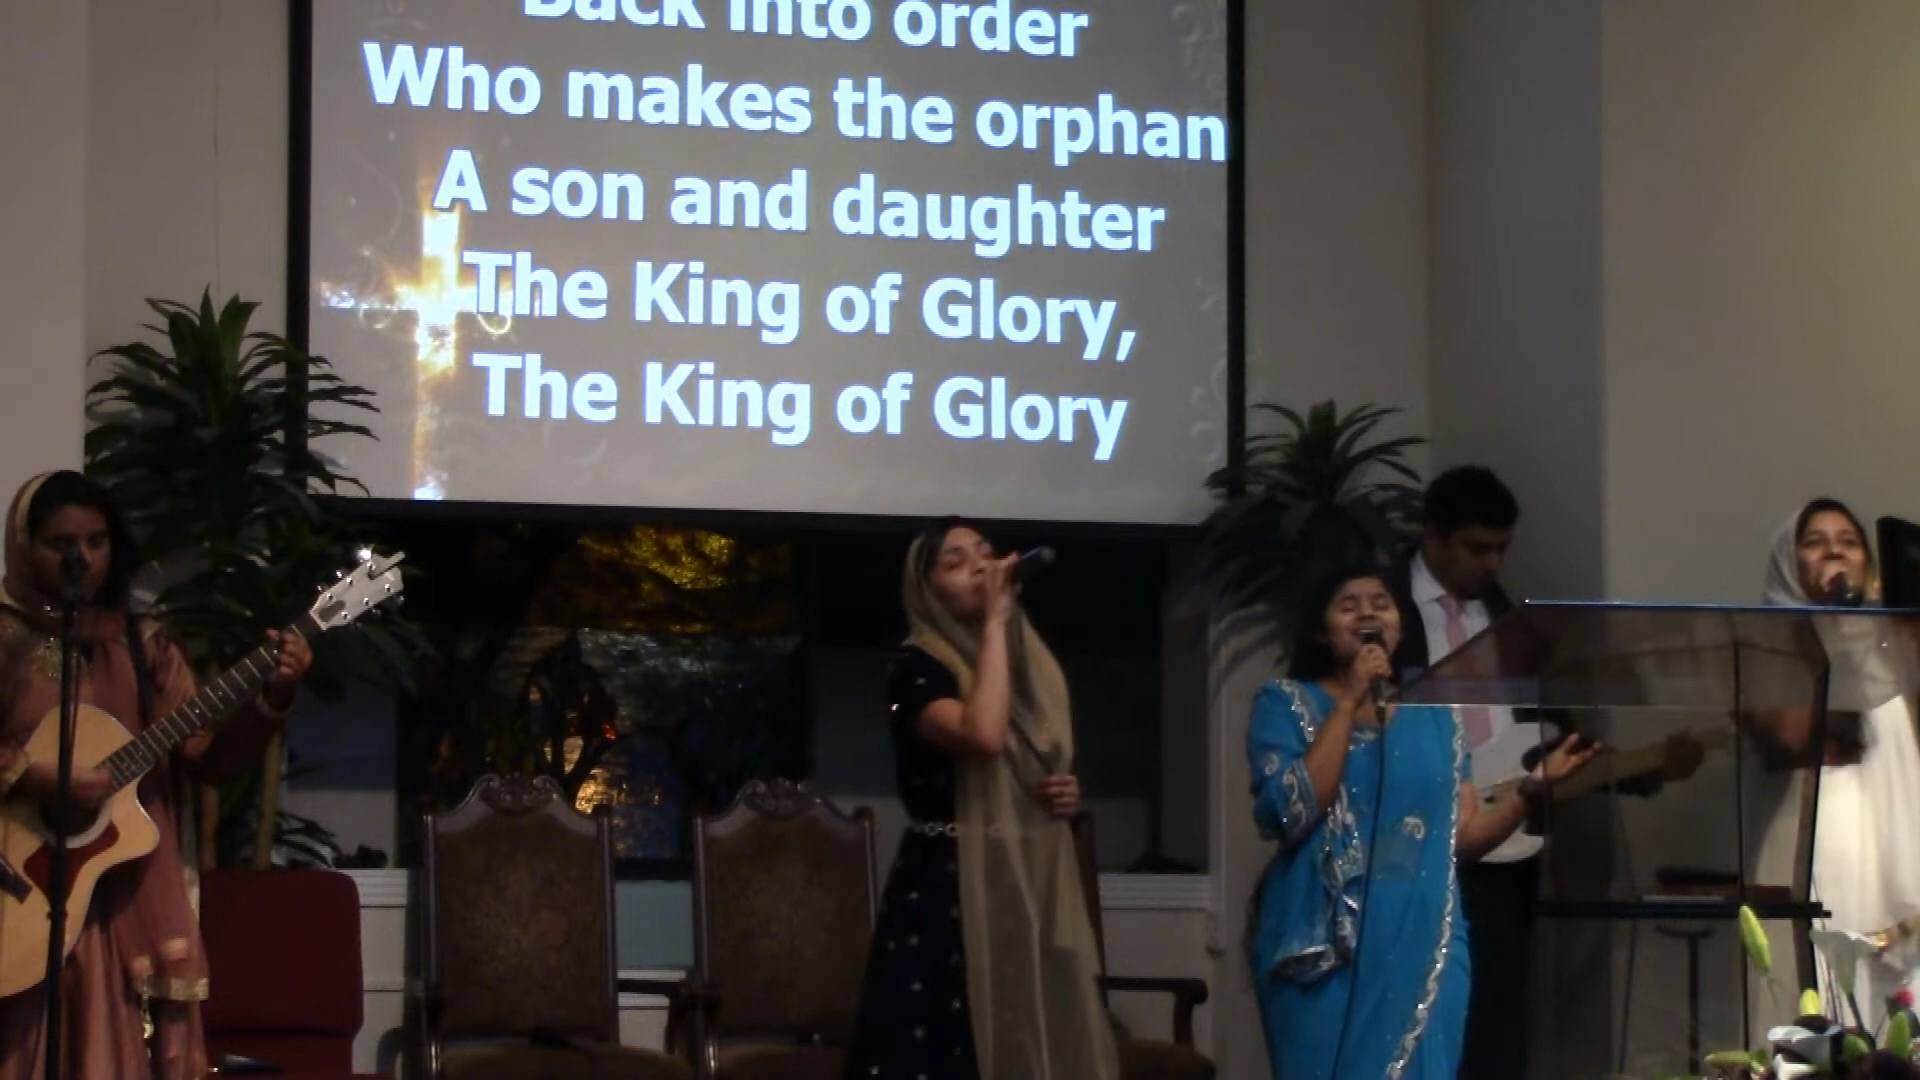 Back into order
Who makes the orphan
A son and daughter
The King of Glory,
The King of Glory